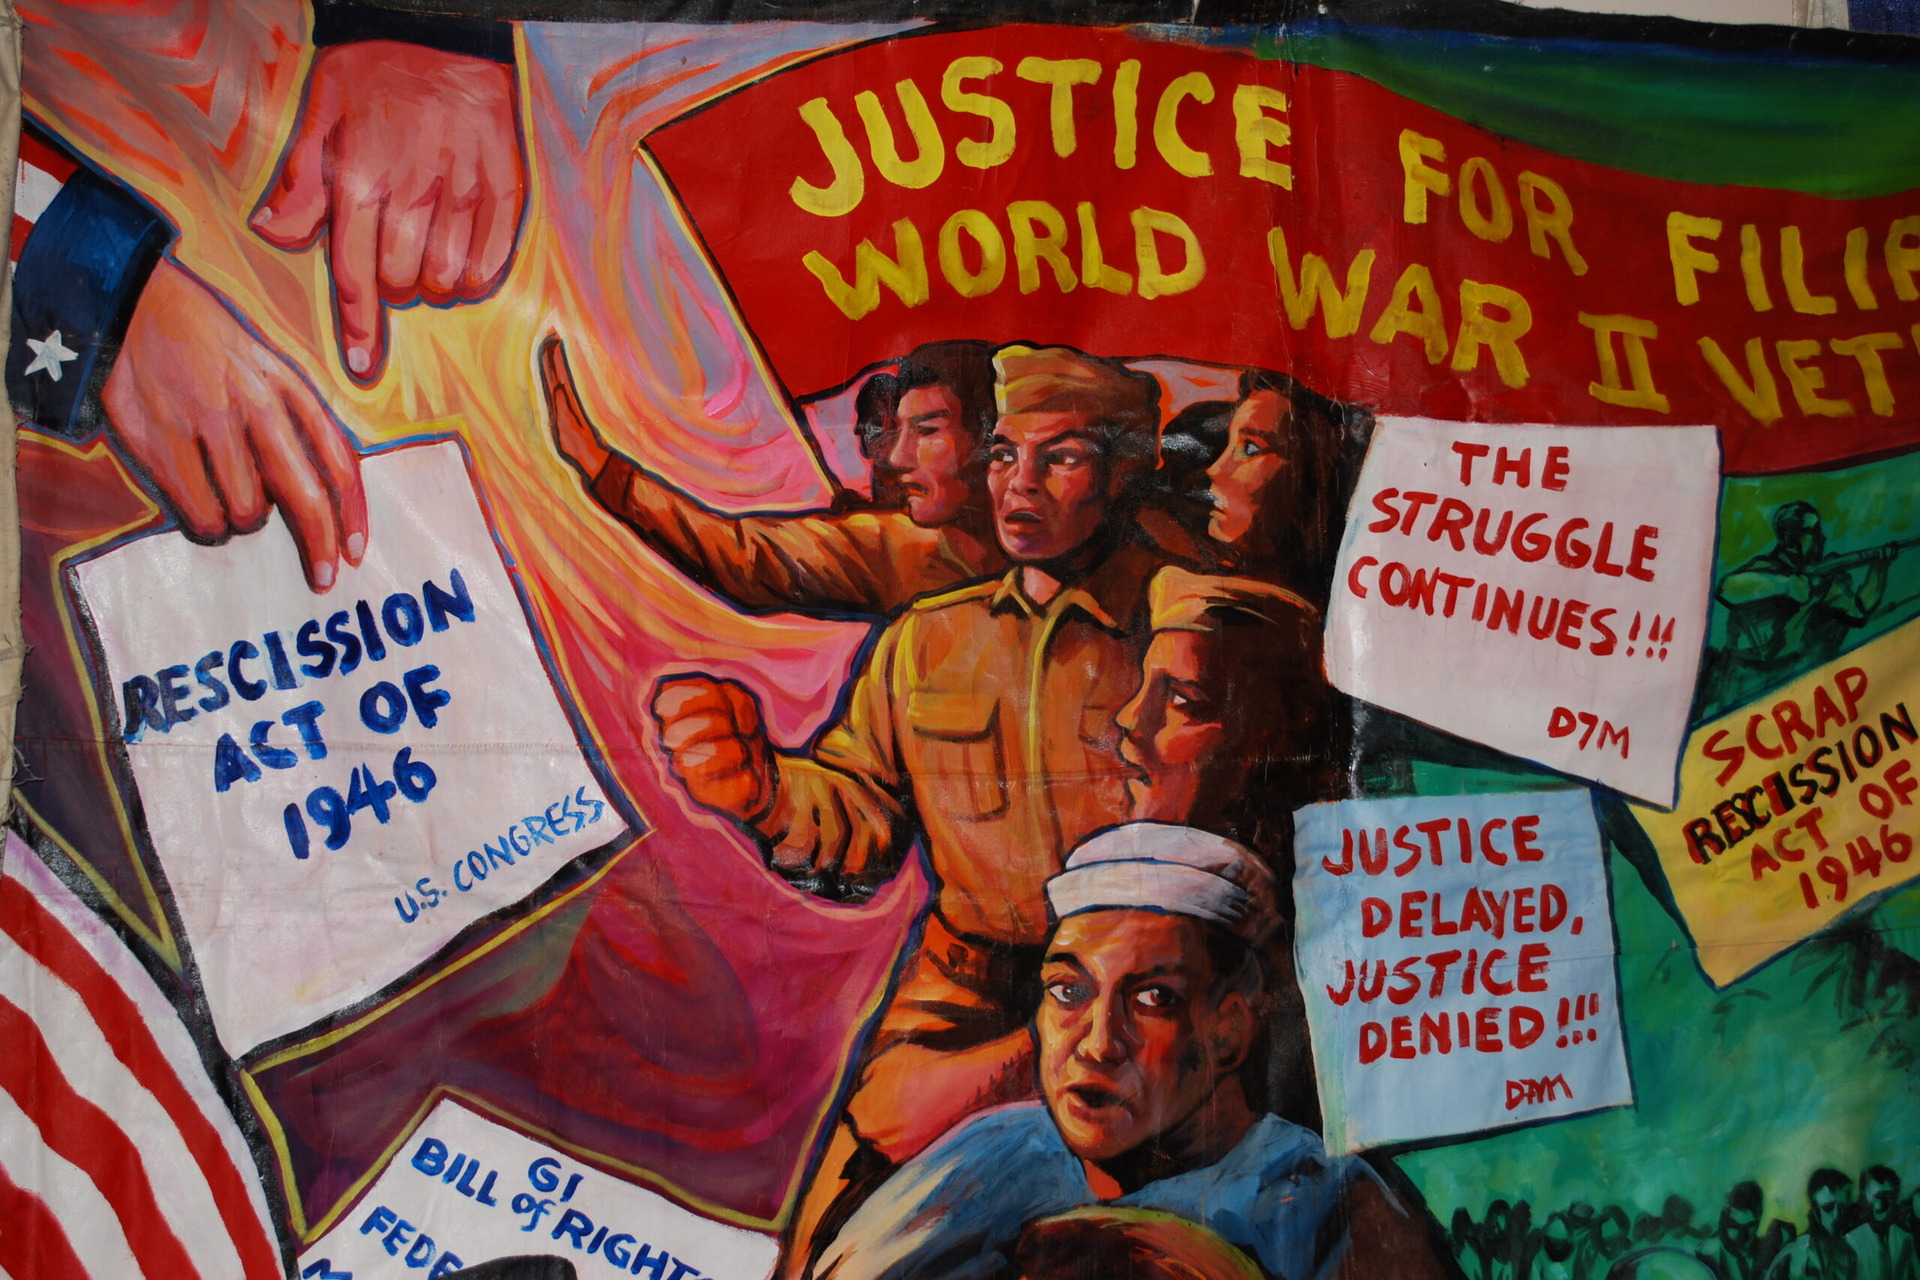 JUSTICE FOR FILIP
WORLD WAR II VET
RESCISSION
ACT OF
1946
U.S. CONGRESS
THE
STRUGGLE
CONTINUES!!!
D7M
SCRAP
RESCISSION
ACT OF
1946
JUSTICE
DELAYED,
JUSTICE
DENIED!!!
D7M
GI
BILL of RIGHTS
FEDE